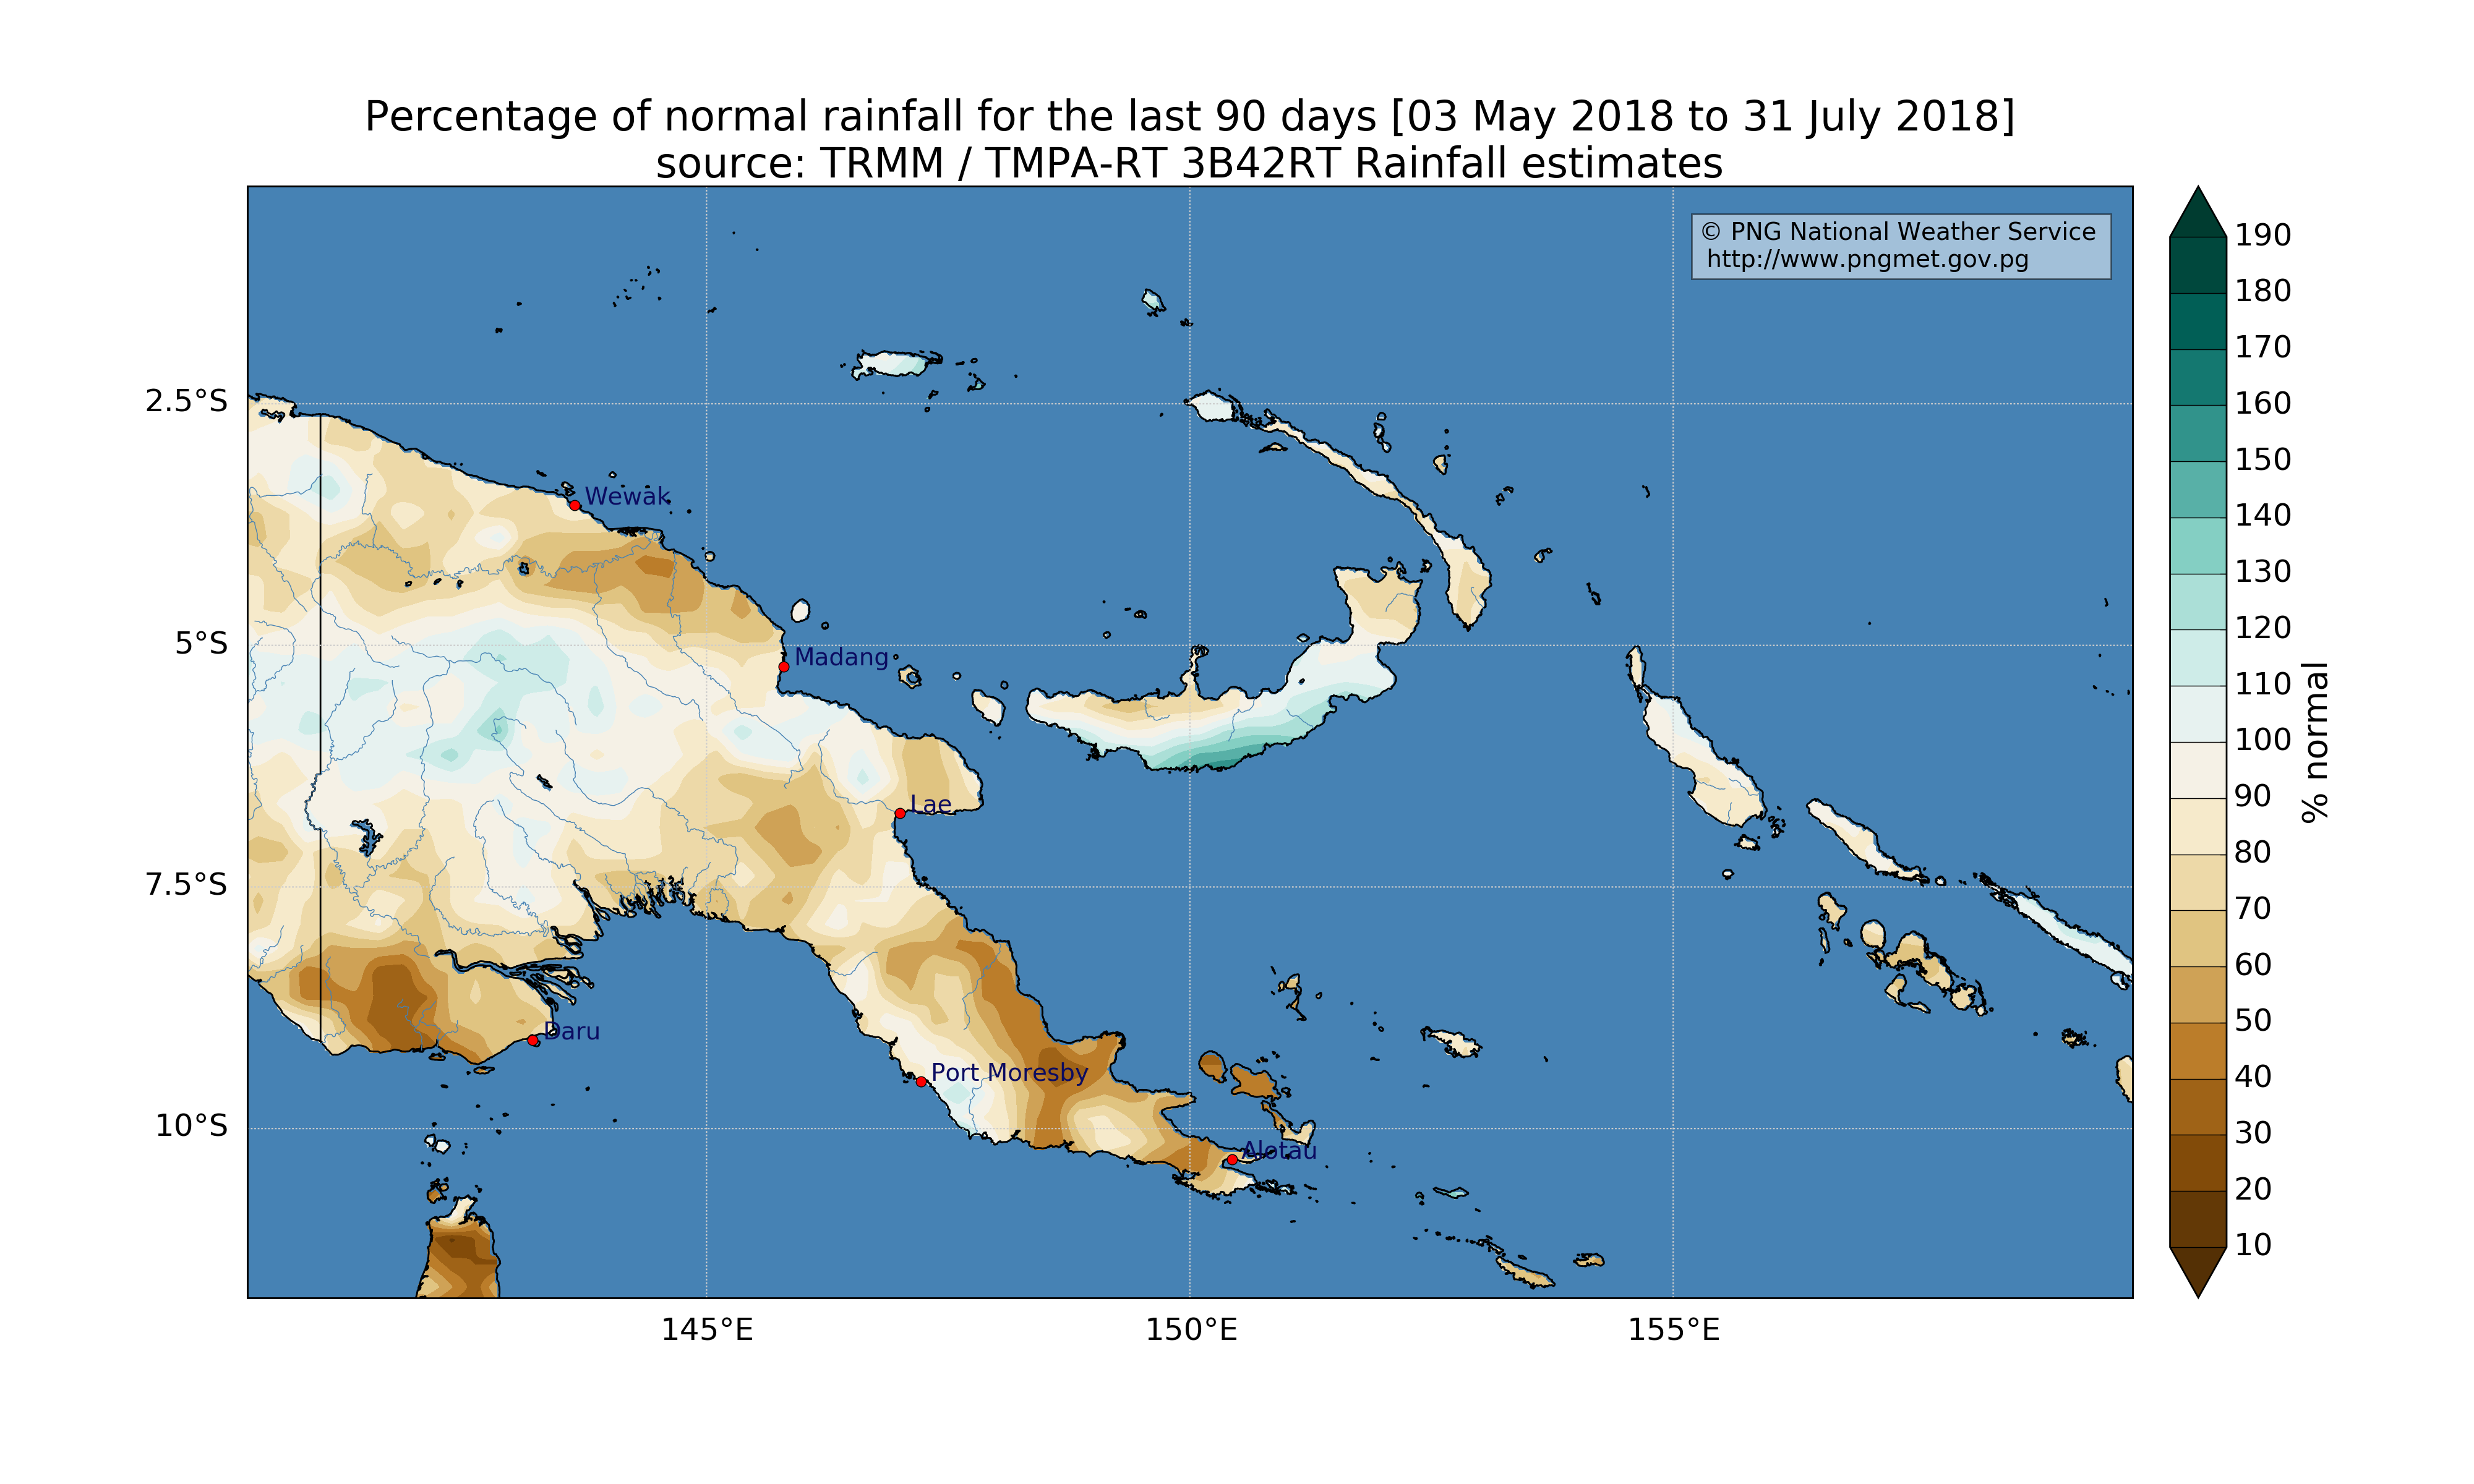 Percentage of normal rainfall for the last 90 days [03 May 2018 to 31 July 2018]
source: TRMM / TMPA-RT 3B42RT Rainfall estimates
© PNG National Weather Service
http://www.pngmet.gov.pg
2.5°S
5°S
7.5°S
10°S
145°E
150°E
155°E
Wewak
Madang
Lae
Daru
Port Moresby
Alotau
190
180
170
160
150
140
130
120
110
100
90
80
70
60
50
40
30
20
10
% normal